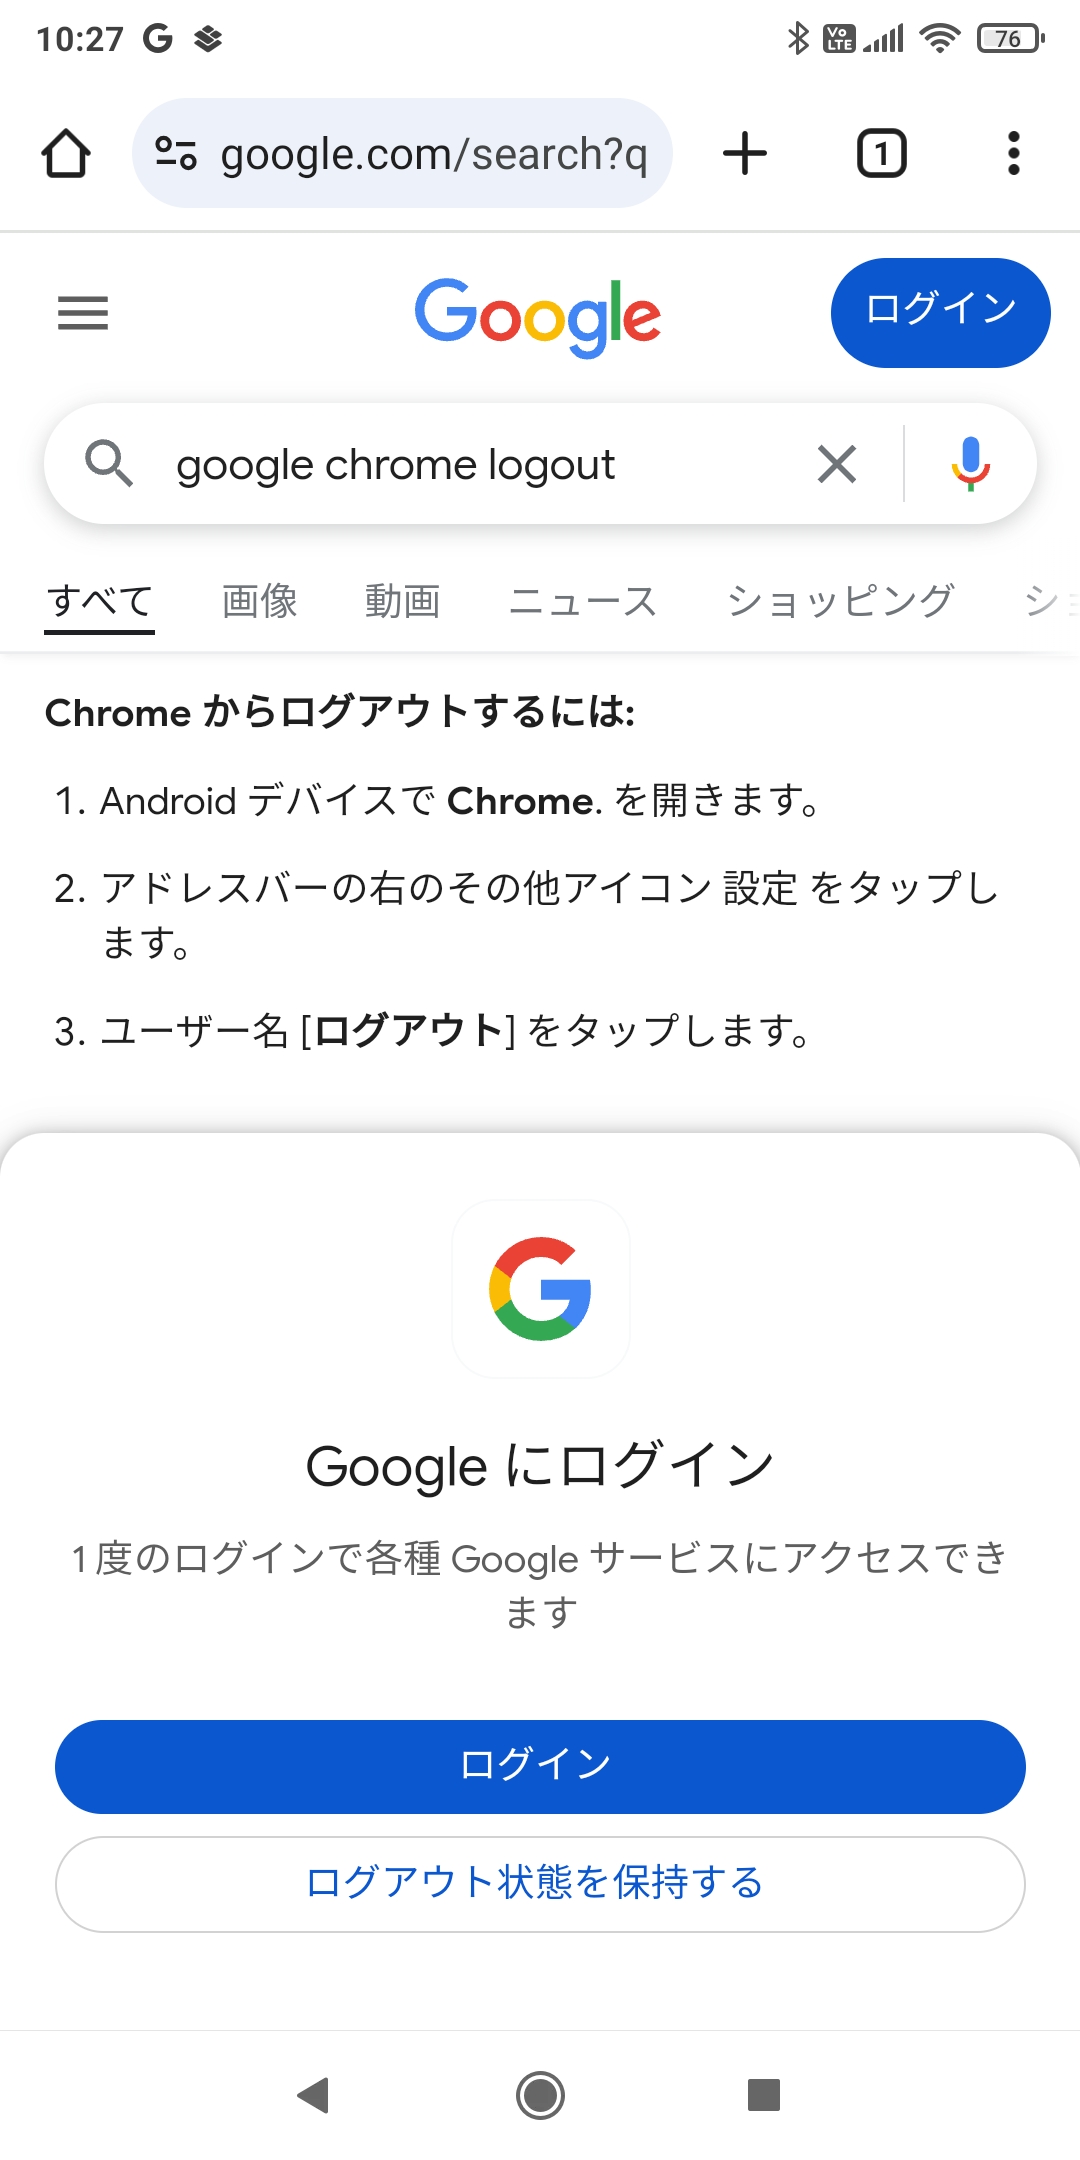 10:27
Vo LTE
76
google.com/search?q
1
Google
ログイン
google chrome logout
すべて 画像 動画 ニュース ショッピング ショ
Chrome からログアウトするには:
1. Android デバイスで Chrome. を開きます。
2. アドレスバーの右のその他アイコン 設定 をタップし
ます。
3. ユーザー名 [ログアウト] をタップします。
Google にログイン
1 度のログインで各種 Google サービスにアクセスでき
ます
ログイン
ログアウト状態を保持する